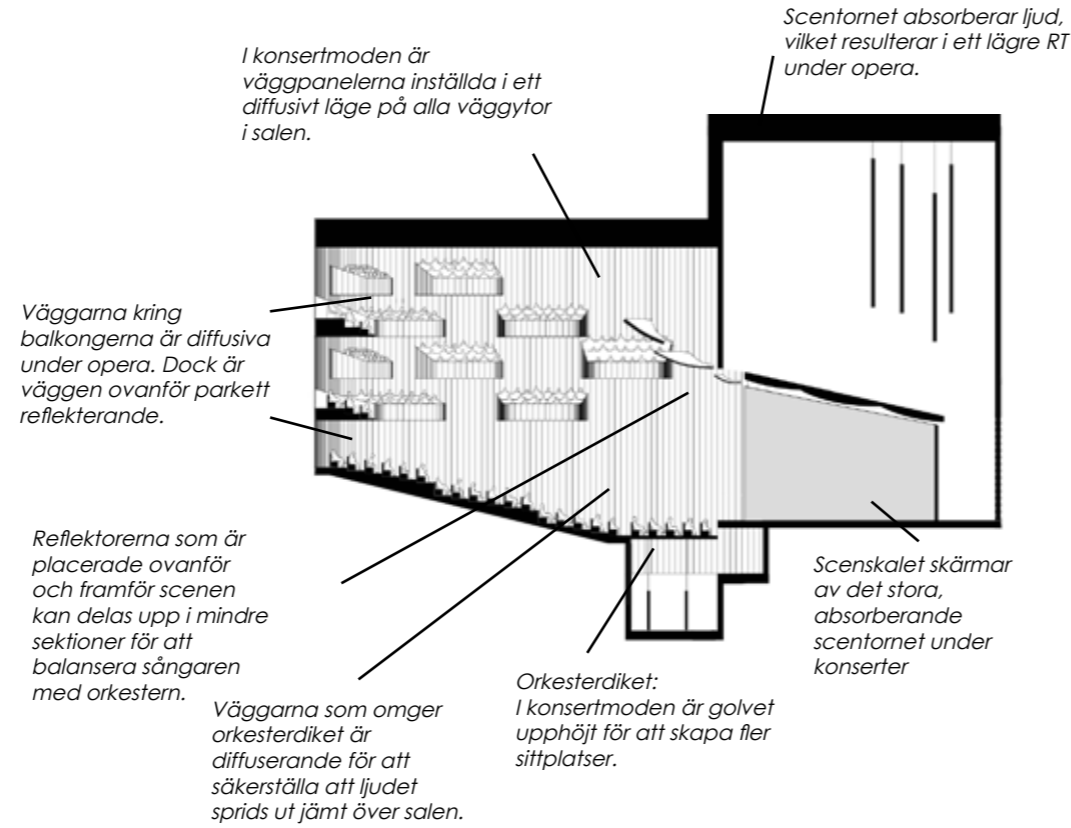 Scentornet absorberar ljud,
vilket resulterar i ett lägre RT
under opera.
I konsertmoden är
väggpanelerna inställda i ett
diffusivt läge på alla väggytor
i salen.
Väggarna kring
balkongerna är diffusiva
under opera. Dock är
väggen ovanför parkett
reflekterande.
Reflektorerna som är
placerade ovanför
och framför scenen
kan delas upp i mindre
sektioner för att
balansera sångaren
med orkestern.
Väggarna som omger
orkesterdiket är
diffuserande för att
säkerställa att ljudet
sprids ut jämt över salen.
Orkesterdiket:
I konsertmoden är golvet
upphöjt för att skapa fler
sittplatser.
Scenskalet skärmar
av det stora,
absorberande
scentornet under
konserter